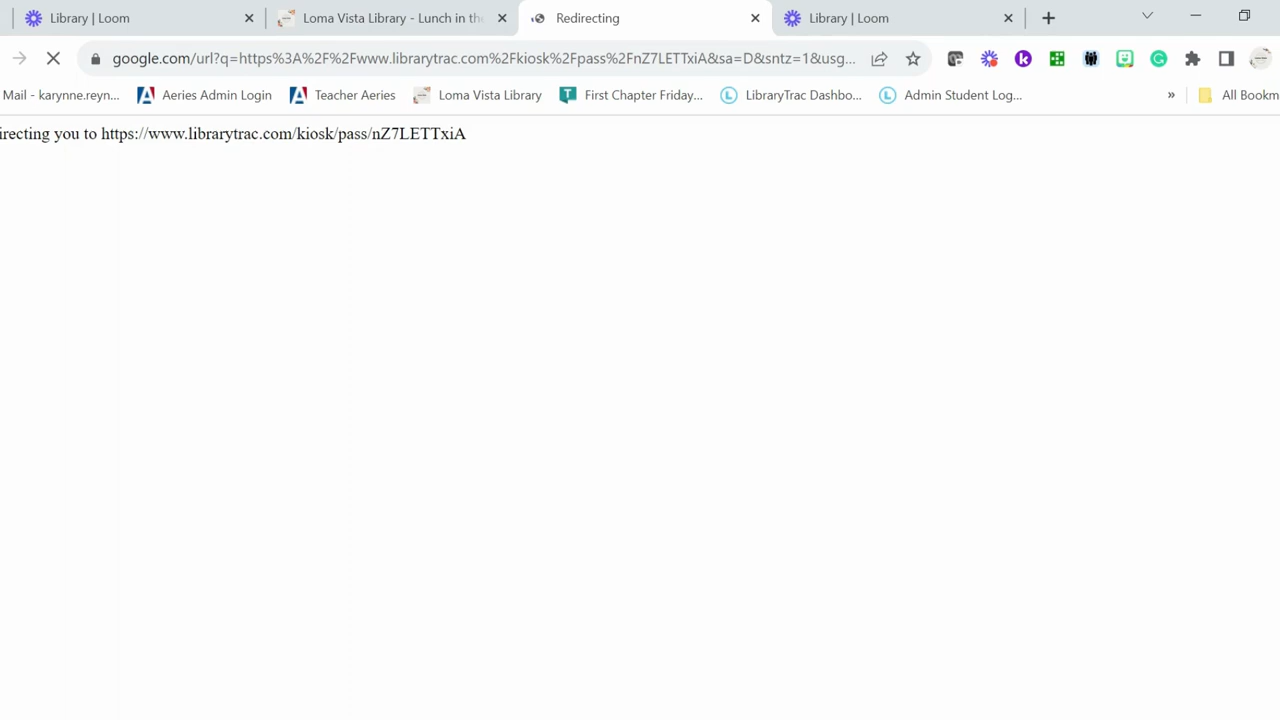 Library | Loom
Loma Vista Library - Lunch in the
Redirecting
Library | Loom
google.com/url?q=https%3A%2F%2Fwww.librarytrac.com%2Fkiosk%2Fpass%2FnZ7LETTxiA&sa=D&sntz=1&usg...
Mail - karynne.reyn...
Aeries Admin Login
Teacher Aeries
Loma Vista Library
First Chapter Friday...
LibraryTrac Dashbo...
Admin Student Log...
»
All Bookm
irecting you to https://www.librarytrac.com/kiosk/pass/nZ7LETTxiA